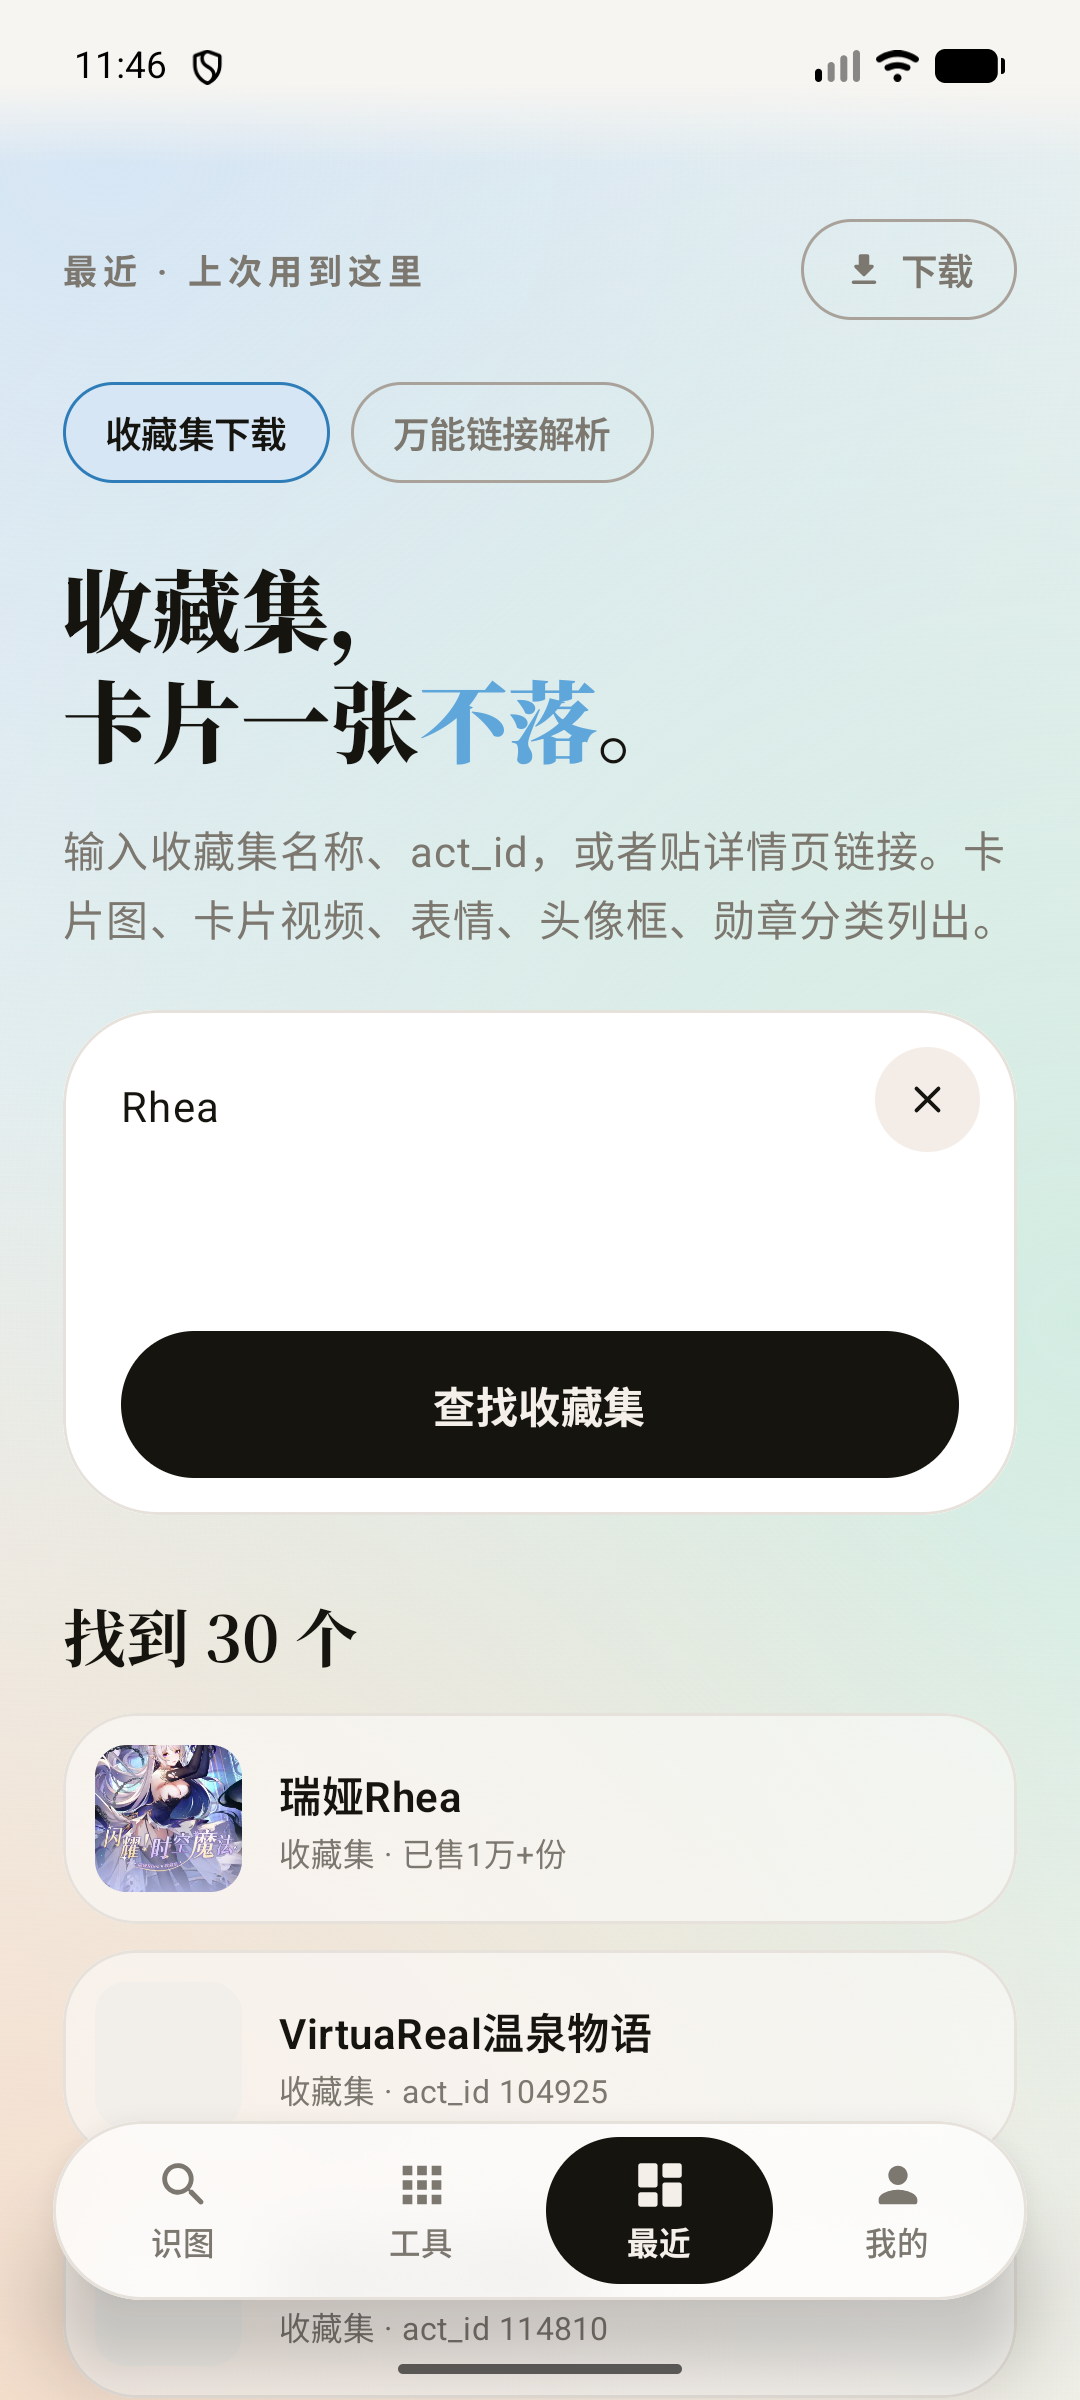 11:46
最近 · 上次用到这里
下载
收藏集下载
万能链接解析
收藏集,
卡片一张不落。
输入收藏集名称、act_id，或者贴详情页链接。卡
片图、卡片视频、表情、头像框、勋章分类列出。
Rhea
查找收藏集
找到 30 个
闪耀!时空魔法
瑞娅Rhea
收藏集 · 已售1万+份
VirtuaReal温泉物语
收藏集 · act_id 104925
识图
工具
最近
我的
收藏集 · act_id 114810